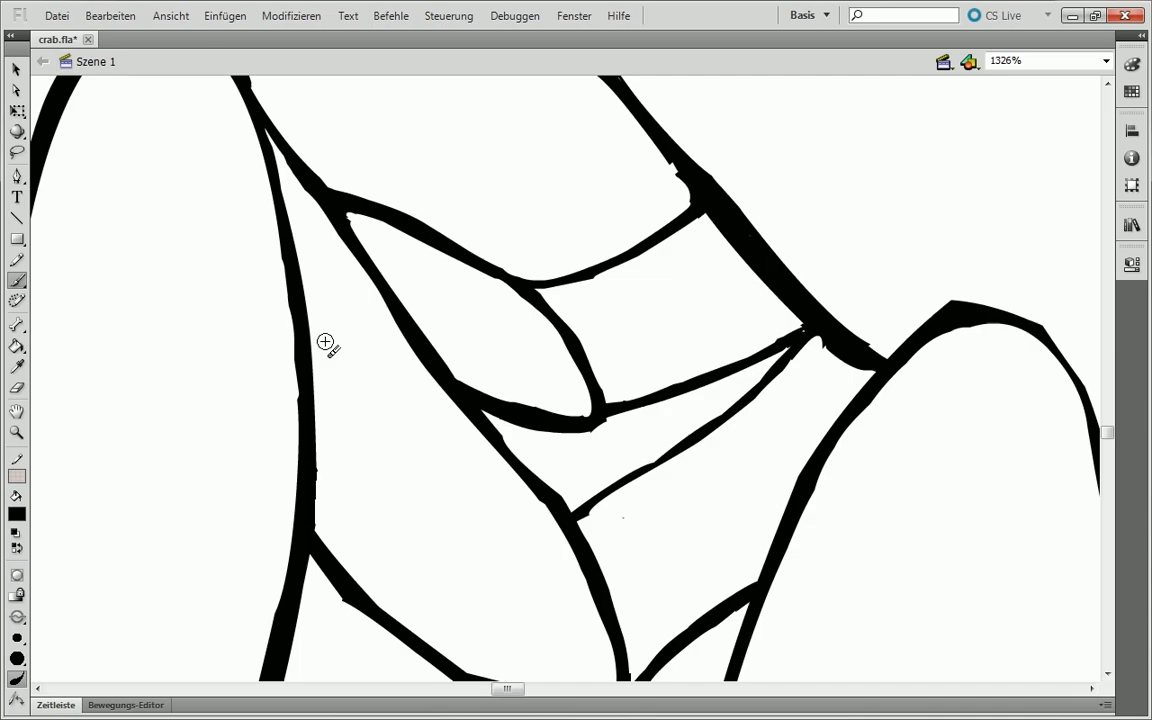 Fl Datei Bearbeiten Ansicht Einfügen Modifizieren Text Befehle Steuerung Debuggen Fenster Hilfe Basis CS Live
crab.fla*
Szene 1 1326%
T
Zeitleiste Bewegungs-Editor